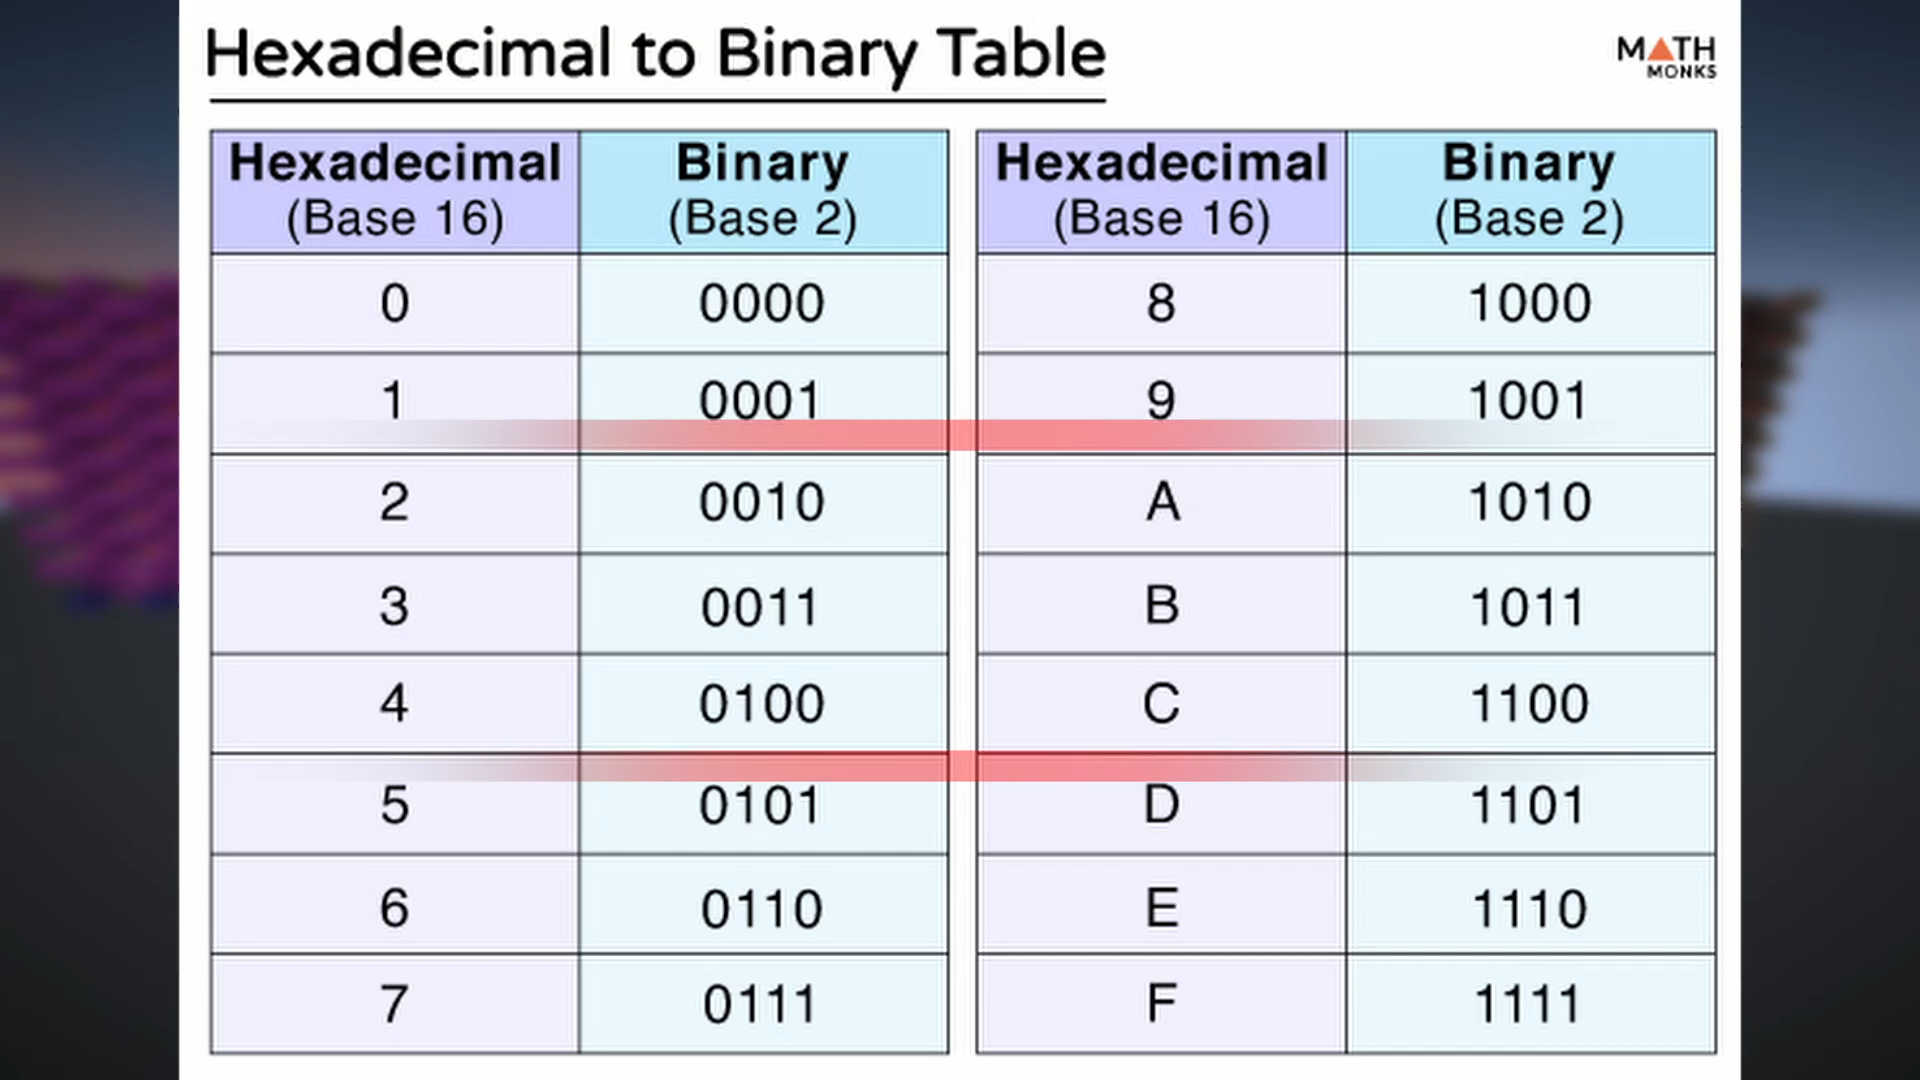 Hexadecimal to Binary Table
MATH
MONKS
Hexadecimal Binary Hexadecimal Binary
(Base 16) (Base 2) (Base 16) (Base 2)
0 0000 8 1000
1 0001 9 1001
2 0010 A 1010
3 0011 B 1011
4 0100 C 1100
5 0101 D 1101
6 0110 E 1110
7 0111 F 1111